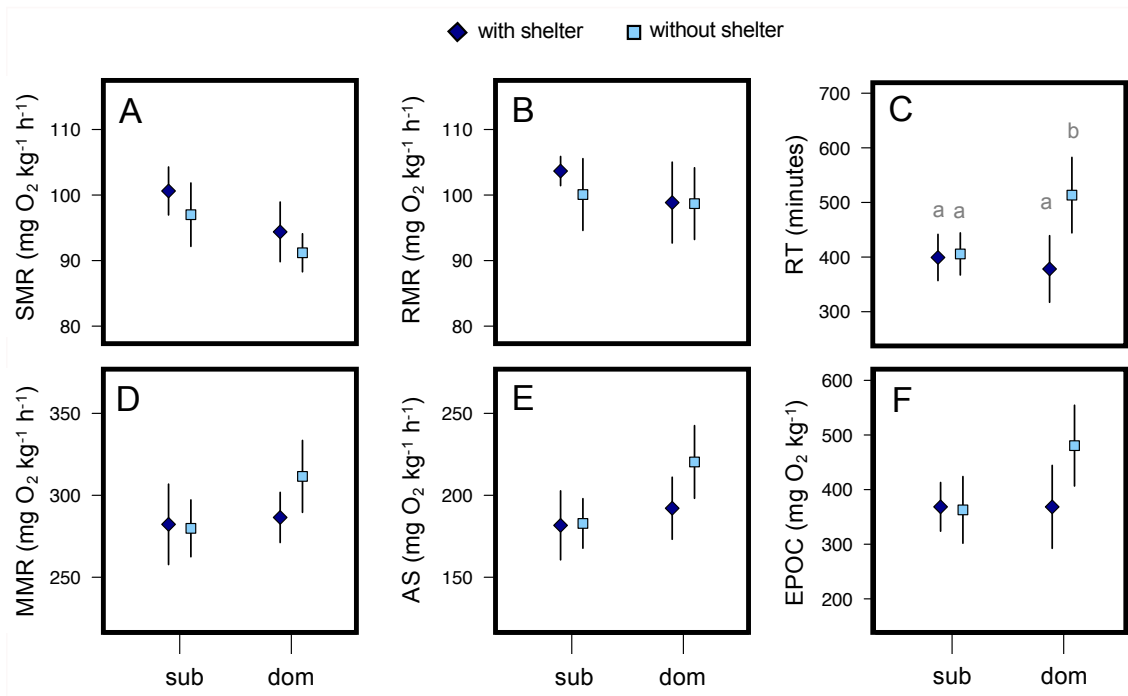 with shelter without shelter
A
SMR (mg O₂ kg⁻¹ h⁻¹)
110
100
90
80
B
RMR (mg O₂ kg⁻¹ h⁻¹)
110
100
90
80
C
RT (minutes)
700
600
500
400
300
a a a b
D
MMR (mg O₂ kg⁻¹ h⁻¹)
350
300
250
sub dom
E
AS (mg O₂ kg⁻¹ h⁻¹)
250
200
150
sub dom
F
EPOC (mg O₂ kg⁻¹)
600
500
400
300
200
sub dom